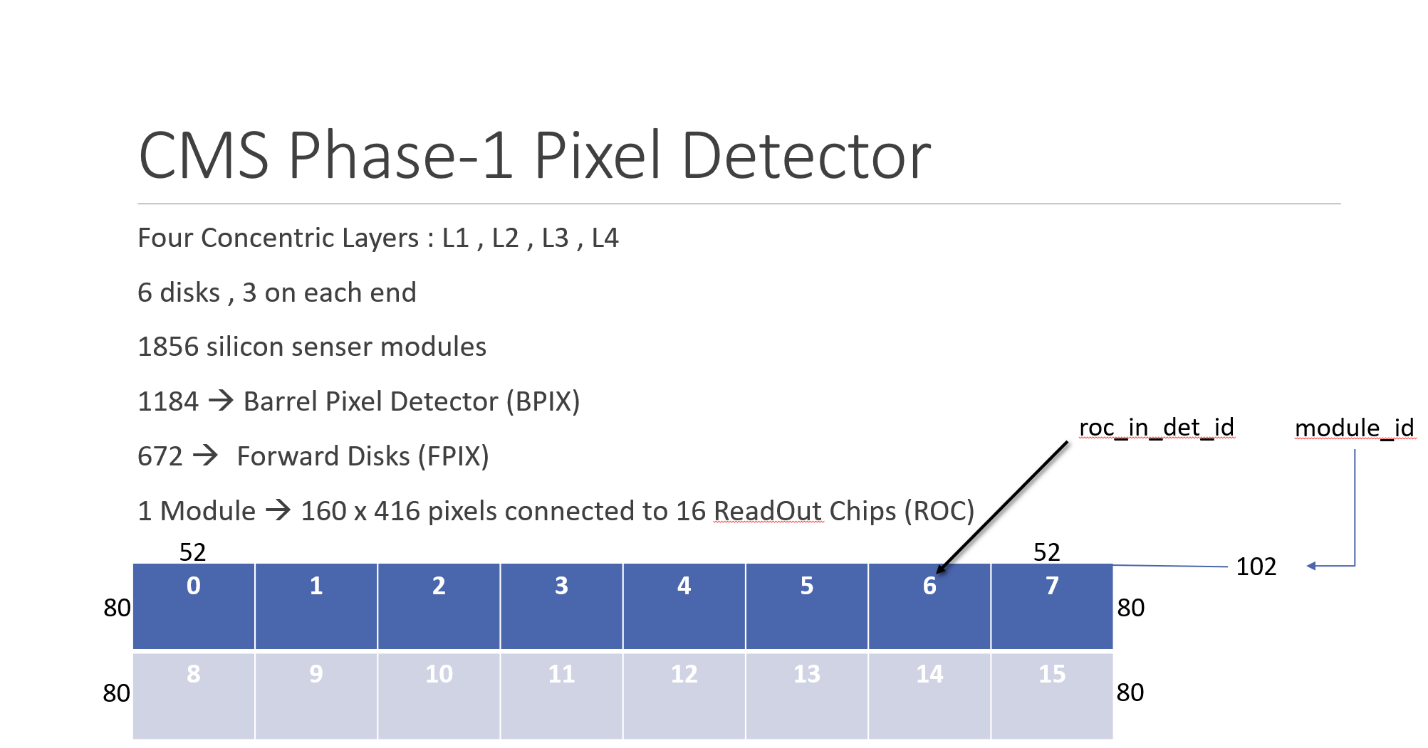 CMS Phase-1 Pixel Detector
Four Concentric Layers : L1 , L2 , L3 , L4
6 disks , 3 on each end
1856 silicon senser modules
1184 → Barrel Pixel Detector (BPIX)
roc_in_det_id module_id
672 → Forward Disks (FPIX)
1 Module → 160 x 416 pixels connected to 16 ReadOut Chips (ROC)
52 52
102
0 1 2 3 4 5 6 7
80 80
8 9 10 11 12 13 14 15
80 80